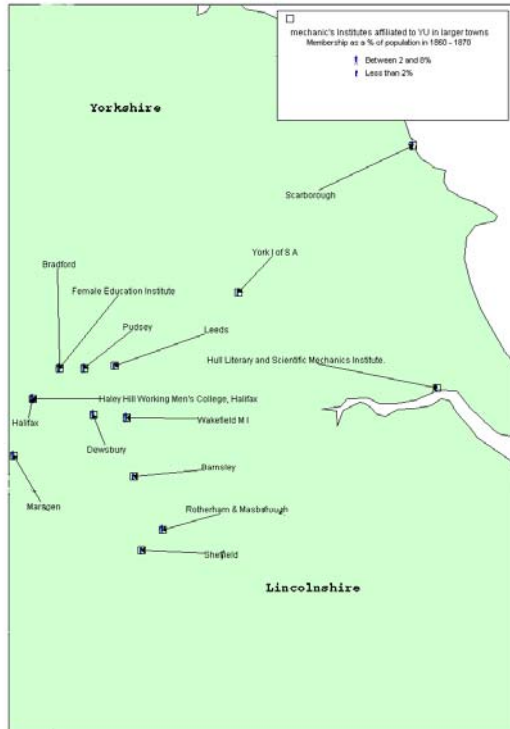 mechanic's Institutes affiliated to YU in larger towns
Membership as a % of population in 1860 - 1870
Between 2 and 8%
Less than 2%
Yorkshire
Scarborough
York I of S A
Bradford
Female Education Institute
Pudsey
Leeds
Hull Literary and Scientific Mechanics Institute.
Haley Hill Working Men's College, Halifax
Halifax
Wakefield M I
Dewsbury
Barnsley
Marsden
Rotherham & Masborough
Sheffield
Lincolnshire